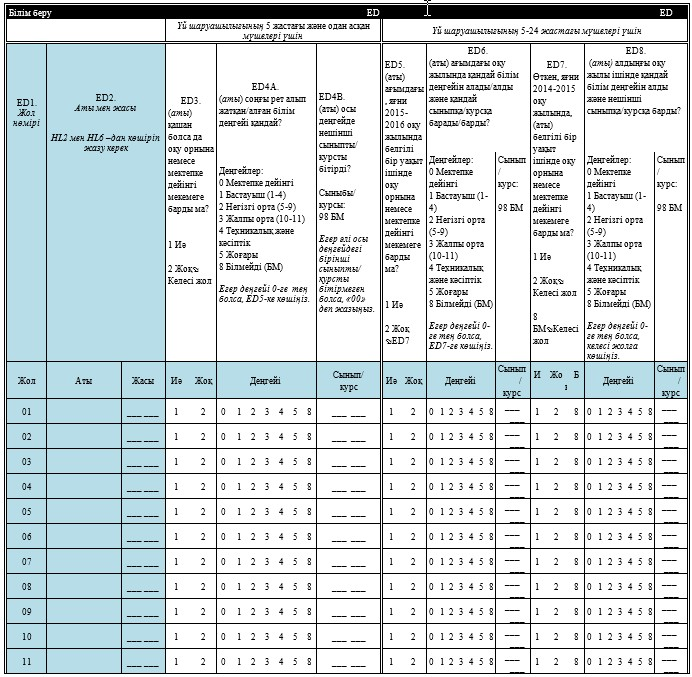 Білім беру ED ED
Үй шаруашылығының 5 жастағы және одан асқан
мүшелері үшін
Үй шаруашылығының 5-24 жастағы мүшелері үшін
ED1.
Жол
нөмірі
ED2.
Аты мен жасы
HL2 мен HL6 –дан көшіріп
жазу керек
ED3.
(аты)
қашан
болса да
оқу орнына
немесе
мектепке
дейінгі
мекемеге
барды ма?
1 Иә
2 Жоқ
Келесі жол
ED4A.
(аты) соңғы рет алып
жатқан/алған білім
деңгейі қандай?
Деңгейлер:
0 Мектепке дейінгі
1 Бастауыш (1-4)
2 Негізгі орта (5-9)
3 Жалпы орта (10-11)
4 Техникалық және
кәсіптік
5 Жоғары
8 Білмейді (БМ)
Егер деңгейі 0-ге тең
болса, ED5-ке көшіңіз.
ED4B.
(аты) осы
деңгейде
нешінші
сыныпты/
курсты
бітірді?
Сыныбы/
курсы:
98 БМ
Егер әлі осы
деңгейдегі
бірінші
сыныпты/
курсты
бітірмеген
болса, «00»
деп жазыңыз.
ED5.
(аты)
ағымдағы
, яғни
2015-
2016 оқу
жылында
белгілі
бір уақыт
ішінде
оқу
орнына
немесе
мектепке
дейінгі
мекемеге
барды
ма?
1 Иә
2 Жоқ
ED7
ED6.
(аты) ағымдағы оқу
жылында қандай білім
деңгейін алады/алды
және қандай
сыныпқа/курсқа
барады/барды?
Деңгейлер:
0 Мектепке
дейінгі
1 Бастауыш (1-
4)
2 Негізгі орта
(5-9)
3 Жалпы орта
(10-11)
4 Техникалық
және кәсіптік
5 Жоғары
8 Білмейді (БМ)
Егер деңгейі 0-
ге тең болса,
ED7-ге көшіңіз.
Сынып
/
курс:
98 БМ
ED7.
Өткен, яғни
2014-2015
оқу
жылында,
(аты)
белгілі бір
уақыт
ішінде оқу
орнына
немесе
мектепке
дейінгі
мекемеге
барды ма?
1 Иә
2 Жоқ
Келесі жол
8
БМ Келесі
жол
ED8.
(аты) алдыңғы оқу
жылы ішінде қандай
білім деңгейін алды
және нешінші
сыныпқа/курсқа барды?
Деңгейлер:
0 Мектепке
дейінгі
1 Бастауыш (1-
4)
2 Негізгі орта
(5-9)
3 Жалпы орта
(10-11)
4 Техникалық
және кәсіптік
5 Жоғары
8 Білмейді (БМ)
Егер деңгейі 0-
ге тең болса,
келесі жолға
көшіңіз.
Сынып
/
курс:
98 БМ
Жол Аты Жасы Иә Жоқ Деңгейі Сынып/ курс Иә Жоқ Деңгейі Сынып / курс И Жо Б і Деңгейі Сынып / курс
01 ___ ___ 1 2 0 1 2 3 4 5 8 ___ ___ 1 2 0 1 2 3 4 5 8 ___ ___ 1 2 8 0 1 2 3 4 5 8 ___ ___
02 ___ ___ 1 2 0 1 2 3 4 5 8 ___ ___ 1 2 0 1 2 3 4 5 8 ___ ___ 1 2 8 0 1 2 3 4 5 8 ___ ___
03 ___ ___ 1 2 0 1 2 3 4 5 8 ___ ___ 1 2 0 1 2 3 4 5 8 ___ ___ 1 2 8 0 1 2 3 4 5 8 ___ ___
04 ___ ___ 1 2 0 1 2 3 4 5 8 ___ ___ 1 2 0 1 2 3 4 5 8 ___ ___ 1 2 8 0 1 2 3 4 5 8 ___ ___
05 ___ ___ 1 2 0 1 2 3 4 5 8 ___ ___ 1 2 0 1 2 3 4 5 8 ___ ___ 1 2 8 0 1 2 3 4 5 8 ___ ___
06 ___ ___ 1 2 0 1 2 3 4 5 8 ___ ___ 1 2 0 1 2 3 4 5 8 ___ ___ 1 2 8 0 1 2 3 4 5 8 ___ ___
07 ___ ___ 1 2 0 1 2 3 4 5 8 ___ ___ 1 2 0 1 2 3 4 5 8 ___ ___ 1 2 8 0 1 2 3 4 5 8 ___ ___
08 ___ ___ 1 2 0 1 2 3 4 5 8 ___ ___ 1 2 0 1 2 3 4 5 8 ___ ___ 1 2 8 0 1 2 3 4 5 8 ___ ___
09 ___ ___ 1 2 0 1 2 3 4 5 8 ___ ___ 1 2 0 1 2 3 4 5 8 ___ ___ 1 2 8 0 1 2 3 4 5 8 ___ ___
10 ___ ___ 1 2 0 1 2 3 4 5 8 ___ ___ 1 2 0 1 2 3 4 5 8 ___ ___ 1 2 8 0 1 2 3 4 5 8 ___ ___
11 ___ ___ 1 2 0 1 2 3 4 5 8 ___ ___ 1 2 0 1 2 3 4 5 8 ___ ___ 1 2 8 0 1 2 3 4 5 8 ___ ___